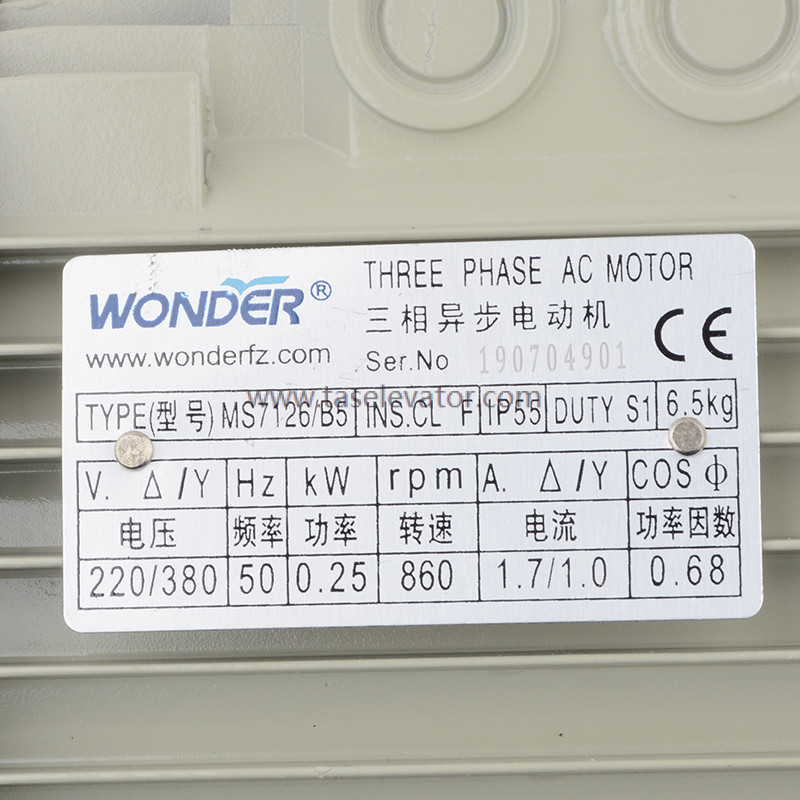 WONDER®
THREE PHASE AC MOTOR
三相异步电动机
www.wonderfz.com
Ser.No 190704901
CE
www.taselevator.com
TYPE(型号) MS7126/B5 INS.CL F IP55 DUTY S1 6.5kg
V. Δ/Y Hz kW rpm A. Δ/Y COS ϕ
电压 频率 功率 转速 电流 功率因数
220/380 50 0.25 860 1.7/1.0 0.68